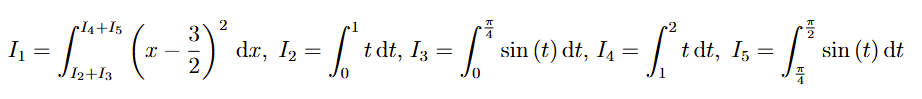 $I_1 = \int_{I_2+I_3}^{I_4+I_5} \left(x - \frac{3}{2}\right)^2 \mathrm{d}x, \; I_2 = \int_0^1 t \, \mathrm{d}t, \; I_3 = \int_0^{\frac{\pi}{4}} \sin(t) \, \mathrm{d}t, \; I_4 = \int_1^2 t \, \mathrm{d}t, \; I_5 = \int_{\frac{\pi}{4}}^{\frac{\pi}{2}} \sin(t) \, \mathrm{d}t$